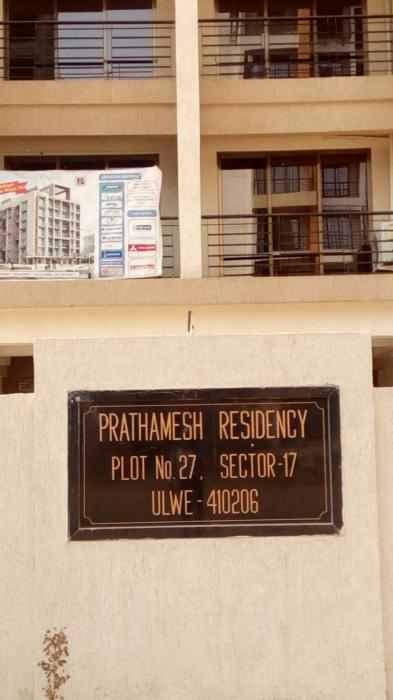 PRATHAMESH RESIDENCY
PLOT No. 27, SECTOR-17
ULWE - 410206